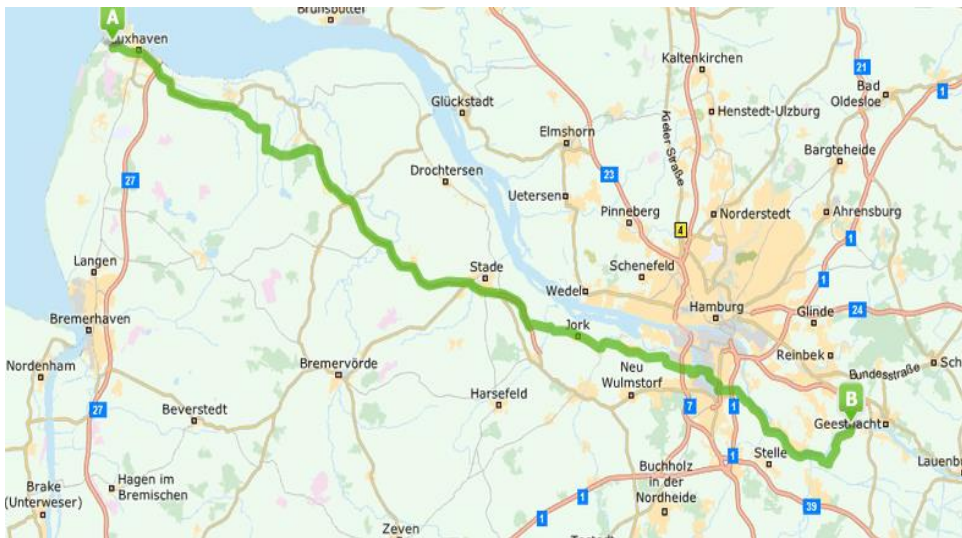 A
Cuxhaven
Brunsbüttel
Kaltenkirchen
21
Bad
Oldesloe
1
Glückstadt
Henstedt-Ulzburg
Kieler Straße
Elmshorn
Bargteheide
27
Drochtersen
23
Uetersen
Pinneberg
Norderstedt
Ahrensburg
4
1
Langen
Stade
Schenefeld
1
Wedel
Hamburg
24
Glinde
Bremerhaven
Jork
Reinbek
Nordenham
Bremervörde
Neu
Wulmstorf
Bundesstraße
Sch
B
27
Beverstedt
Harsefeld
7
1
Geesthacht
Stelle
1
Lauenbu
Hagen im
Bremischen
Buchholz
in der
Nordheide
Brake
(Unterweser)
1
1
39
Zeven